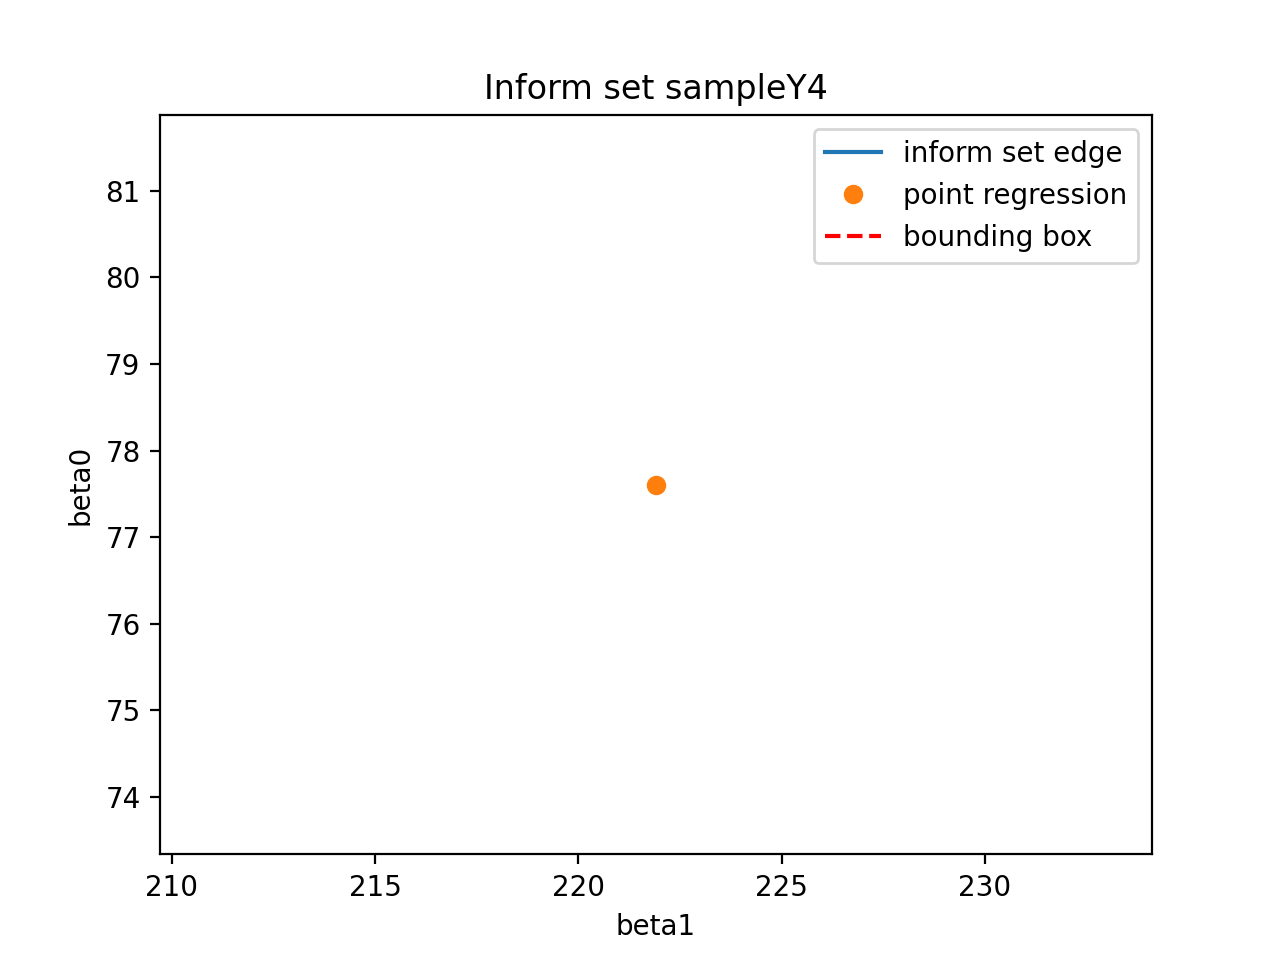 Inform set sampleY4
inform set edge
point regression
bounding box
81
80
79
78
77
76
75
74
beta0
210 215 220 225 230
beta1